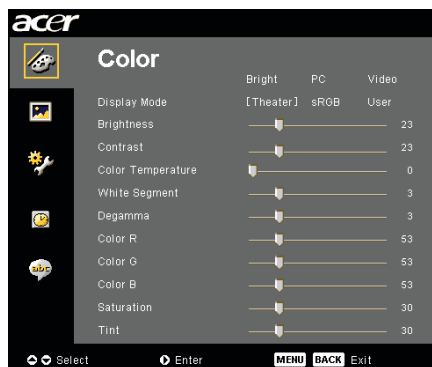 acer
Color
Bright PC Video
Display Mode [Theater] sRGB User
Brightness 23
Contrast 23
Color Temperature 0
White Segment 3
Degamma 3
Color R 53
Color G 53
Color B 53
Saturation 30
Tint 30
abc
Select Enter MENU BACK Exit